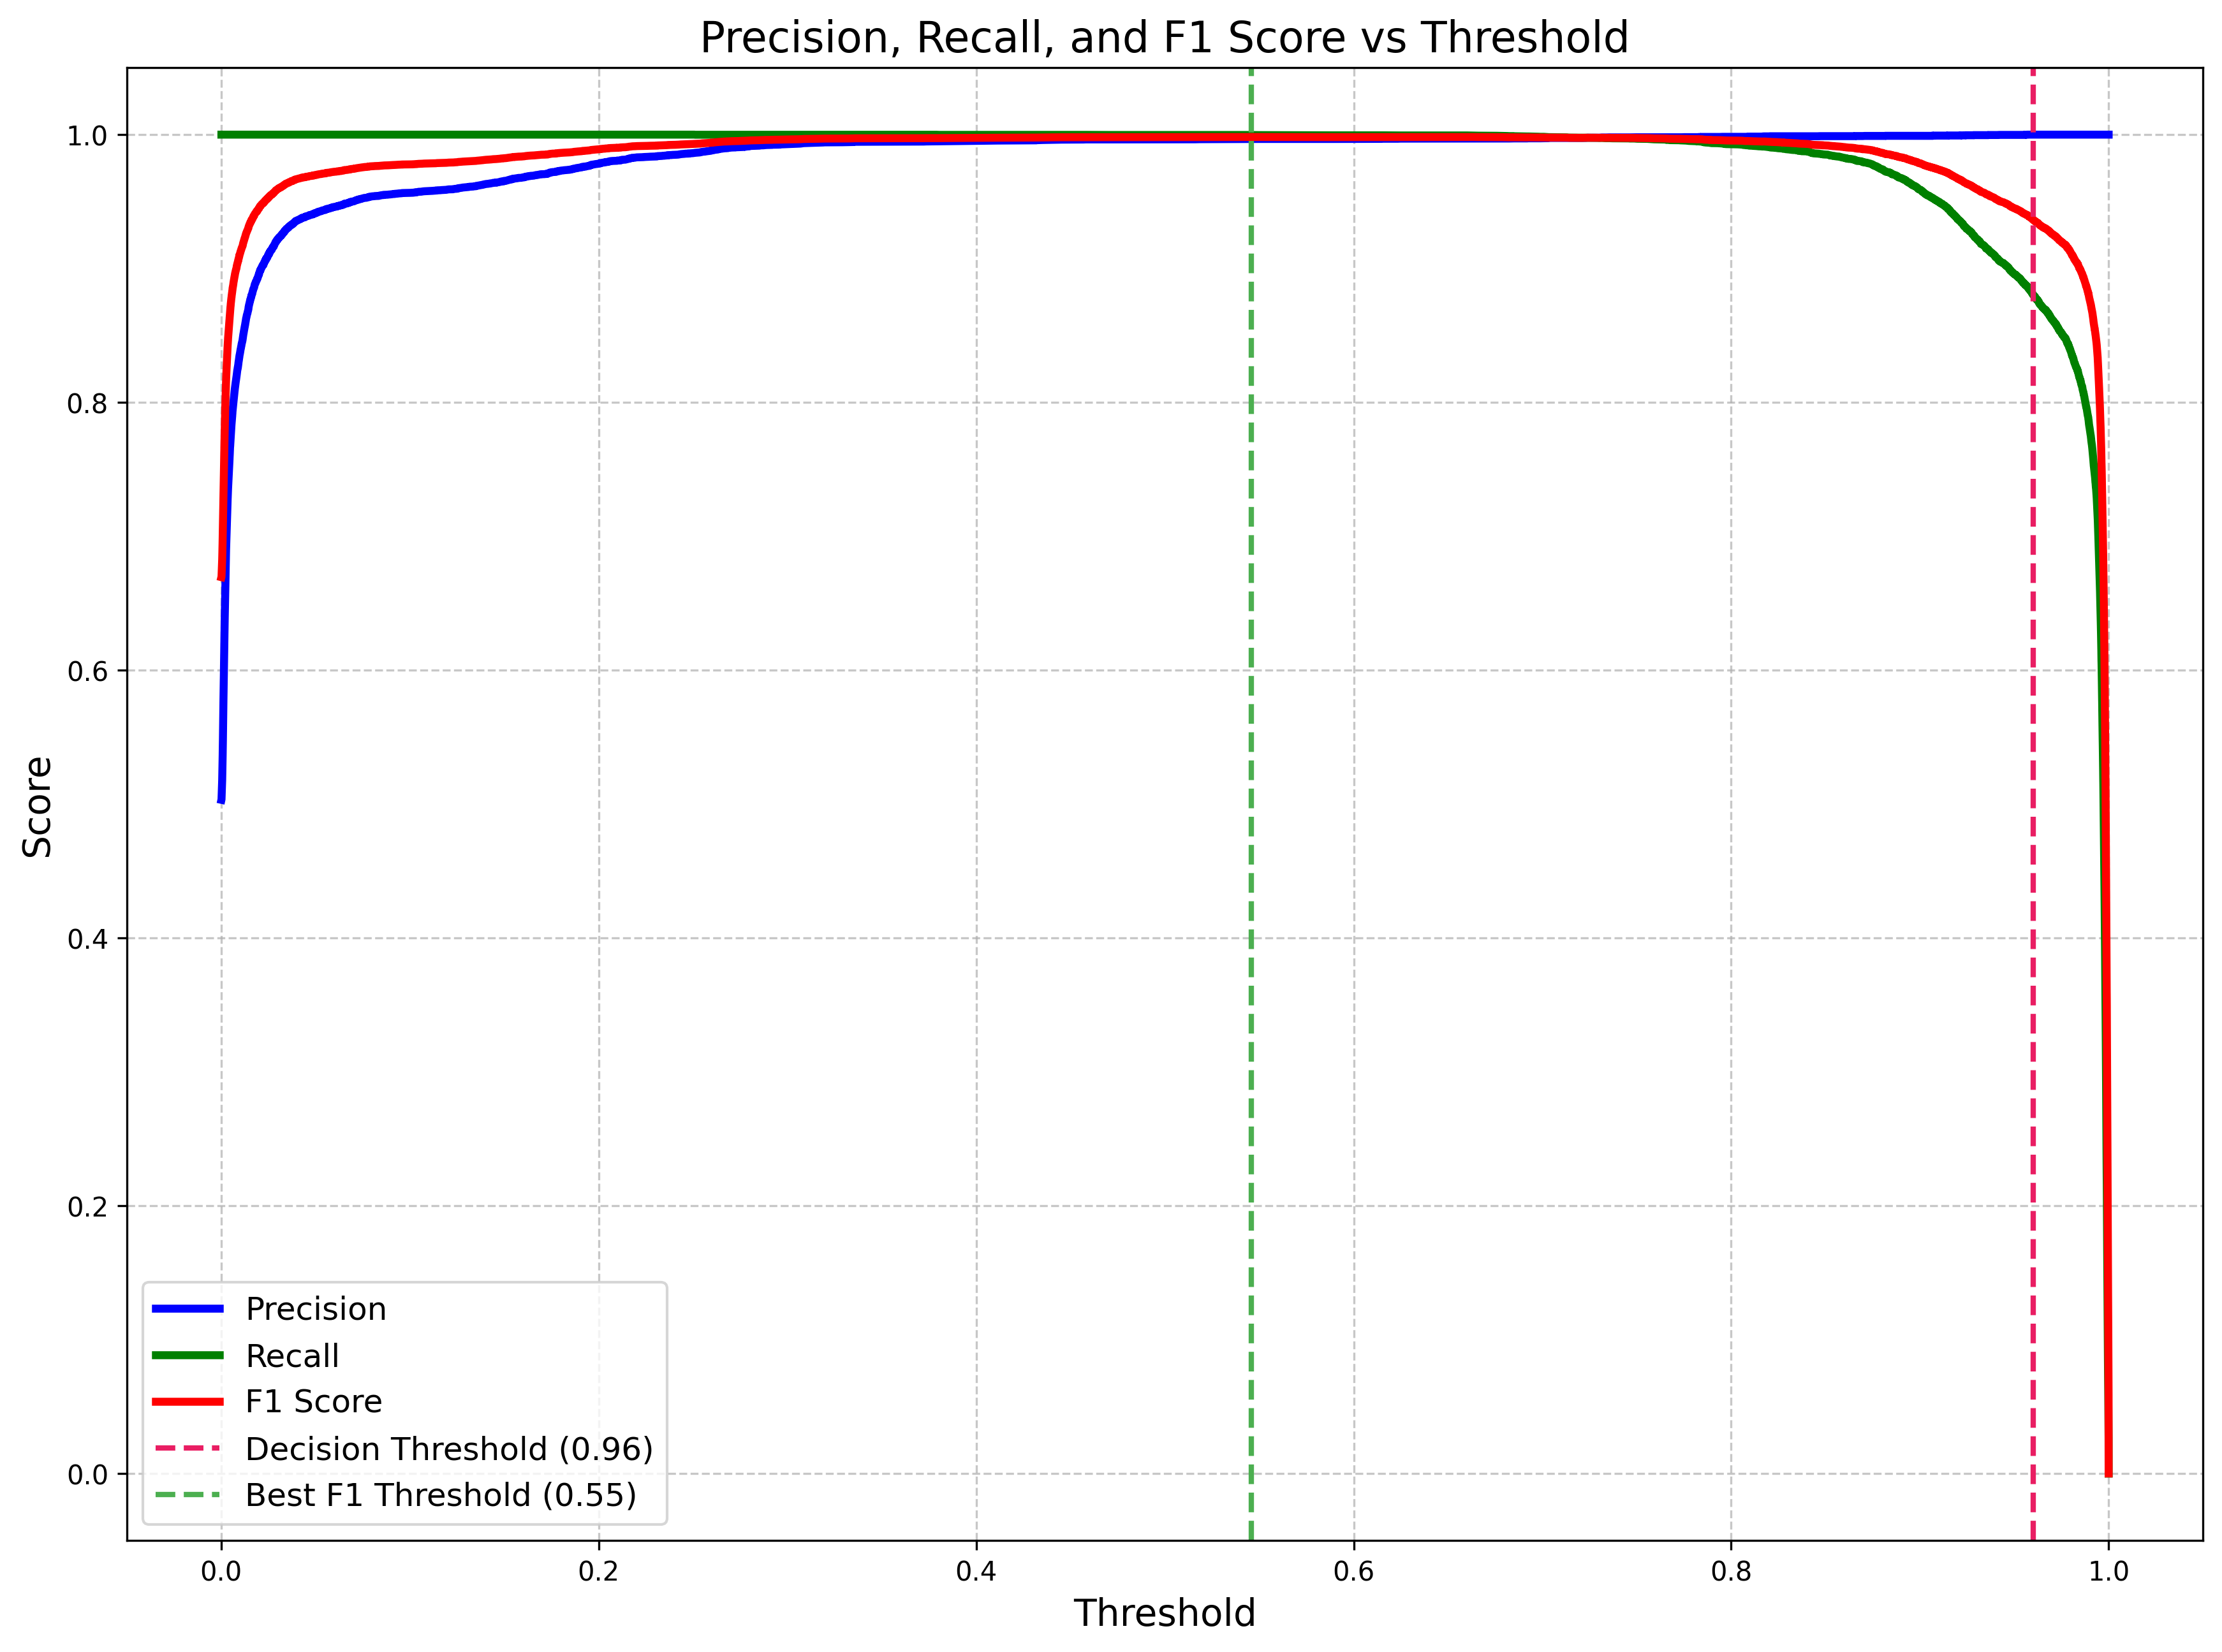 Precision, Recall, and F1 Score vs Threshold
Score
1.0
0.8
0.6
0.4
0.2
0.0
Precision
Recall
F1 Score
Decision Threshold (0.96)
Best F1 Threshold (0.55)
0.0 0.2 0.4 0.6 0.8 1.0
Threshold